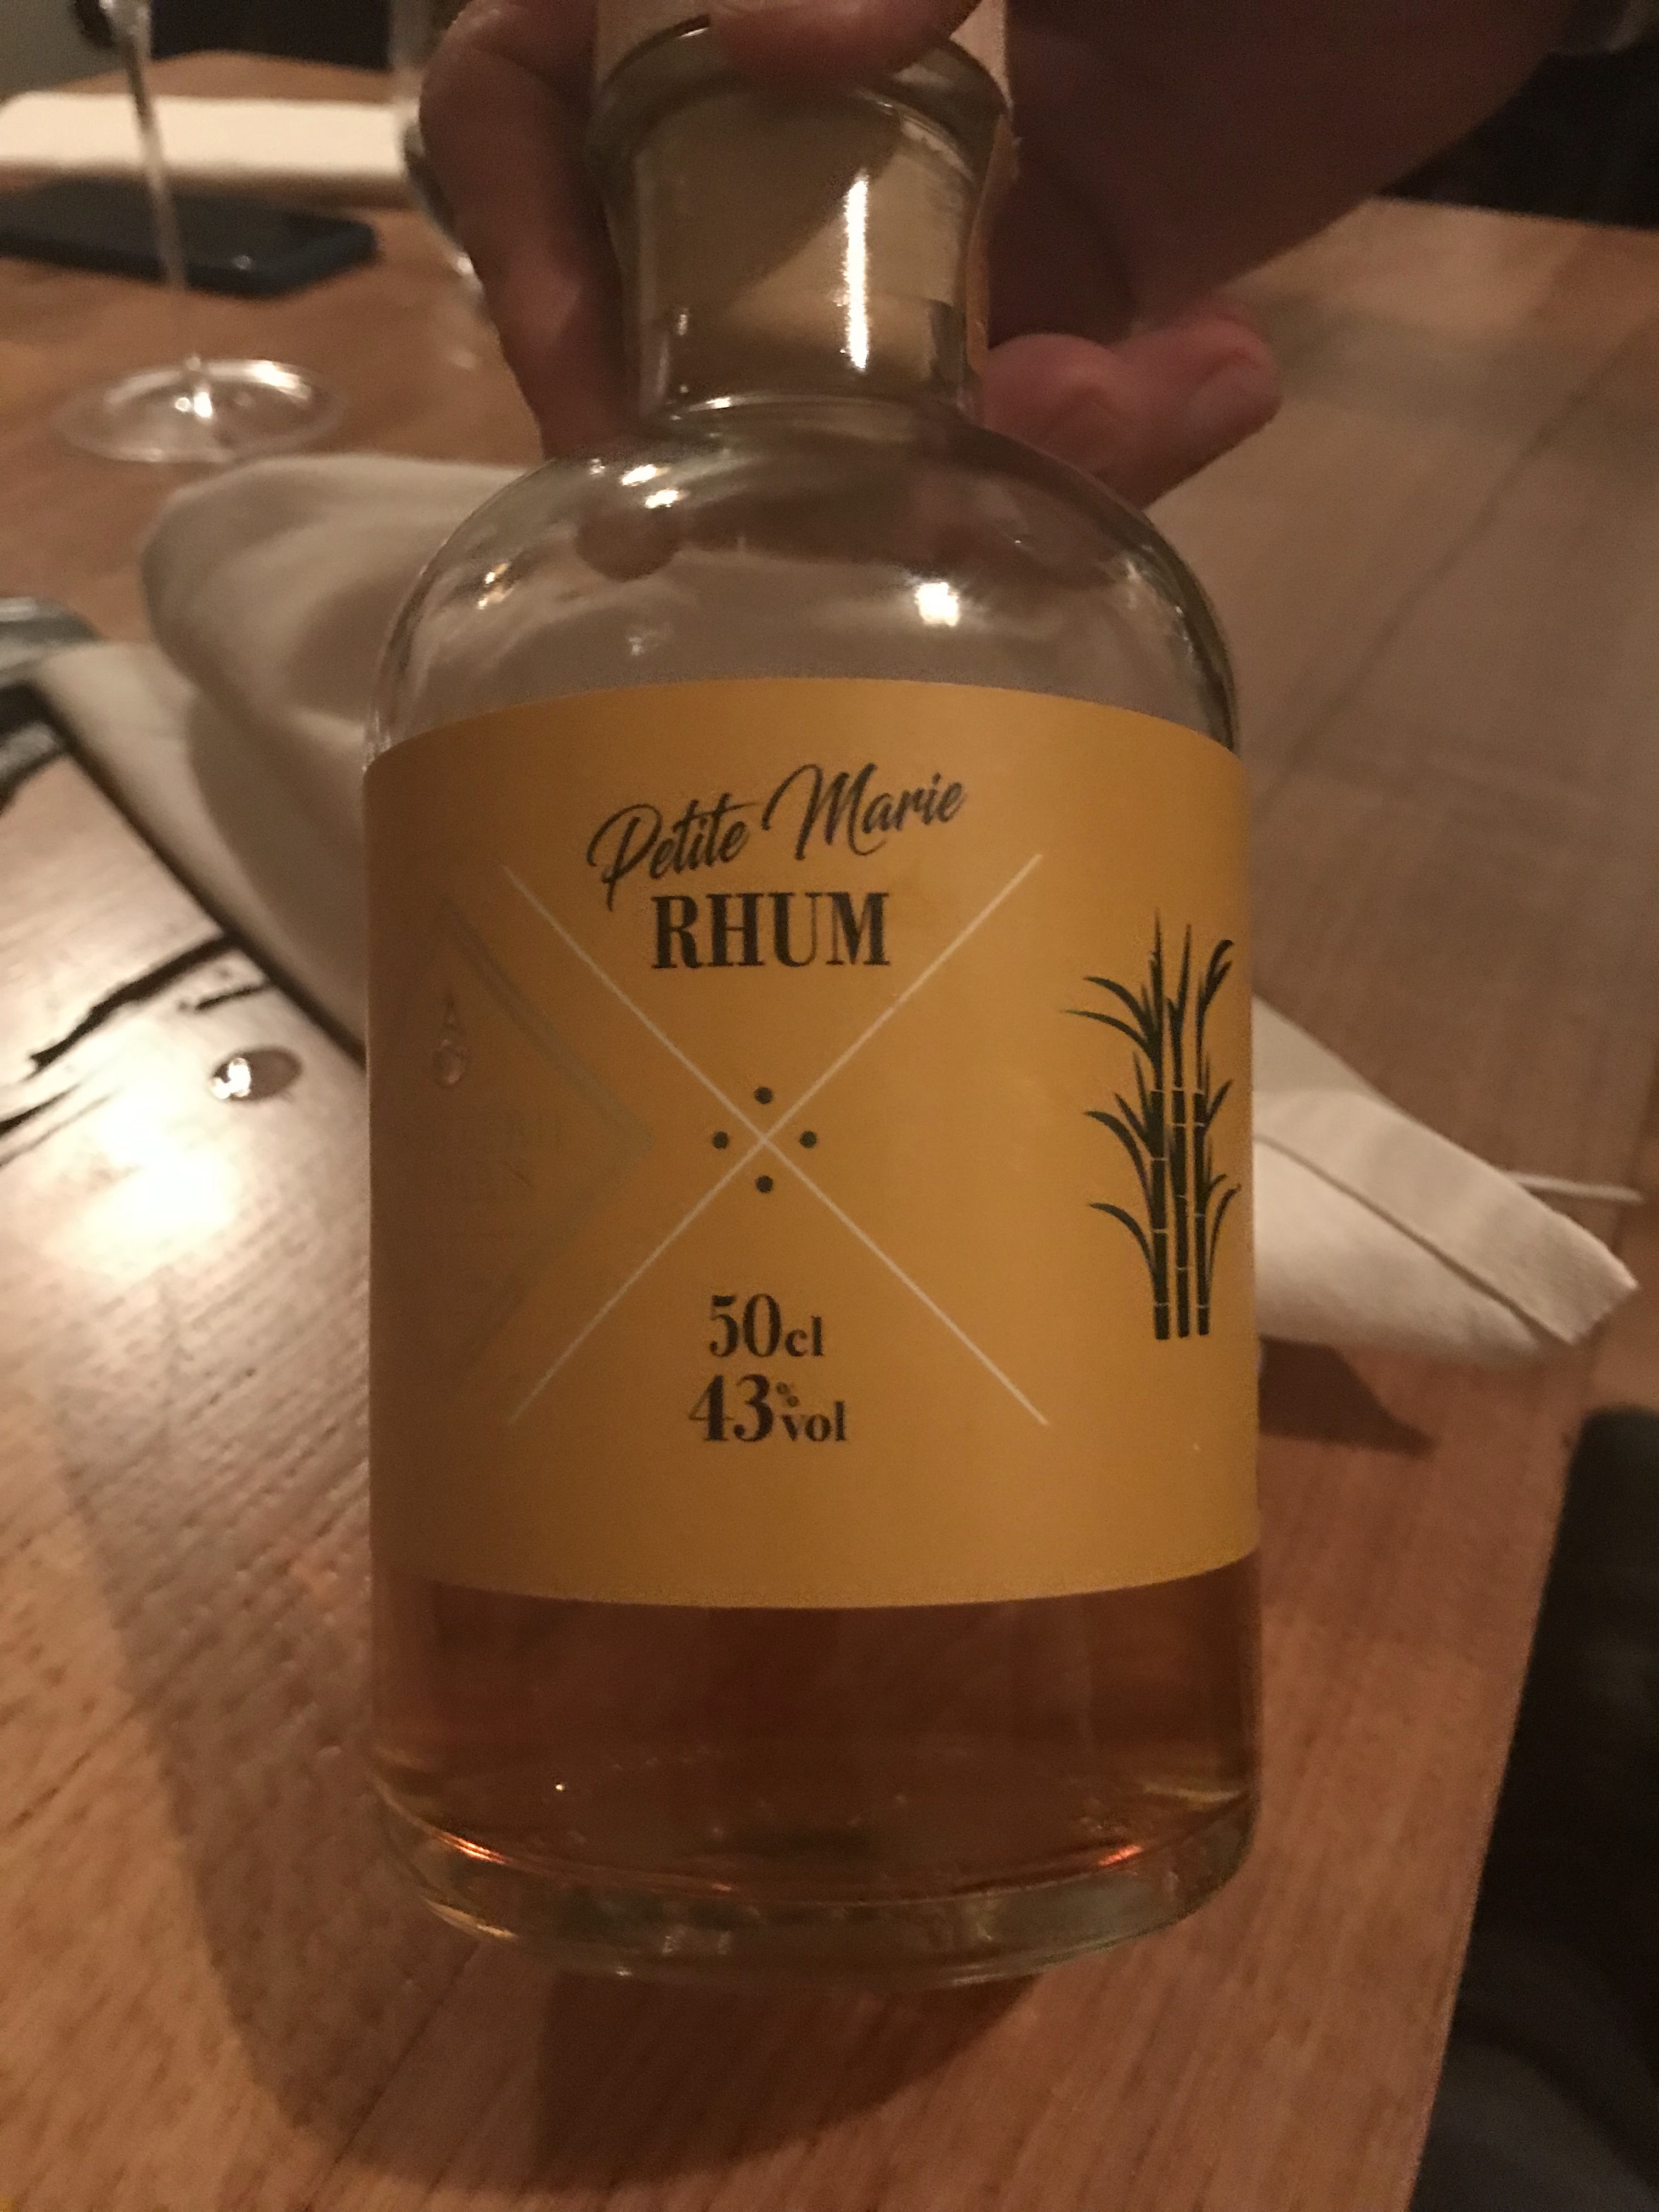 Petite Marie
RHUM
50cl
43%vol